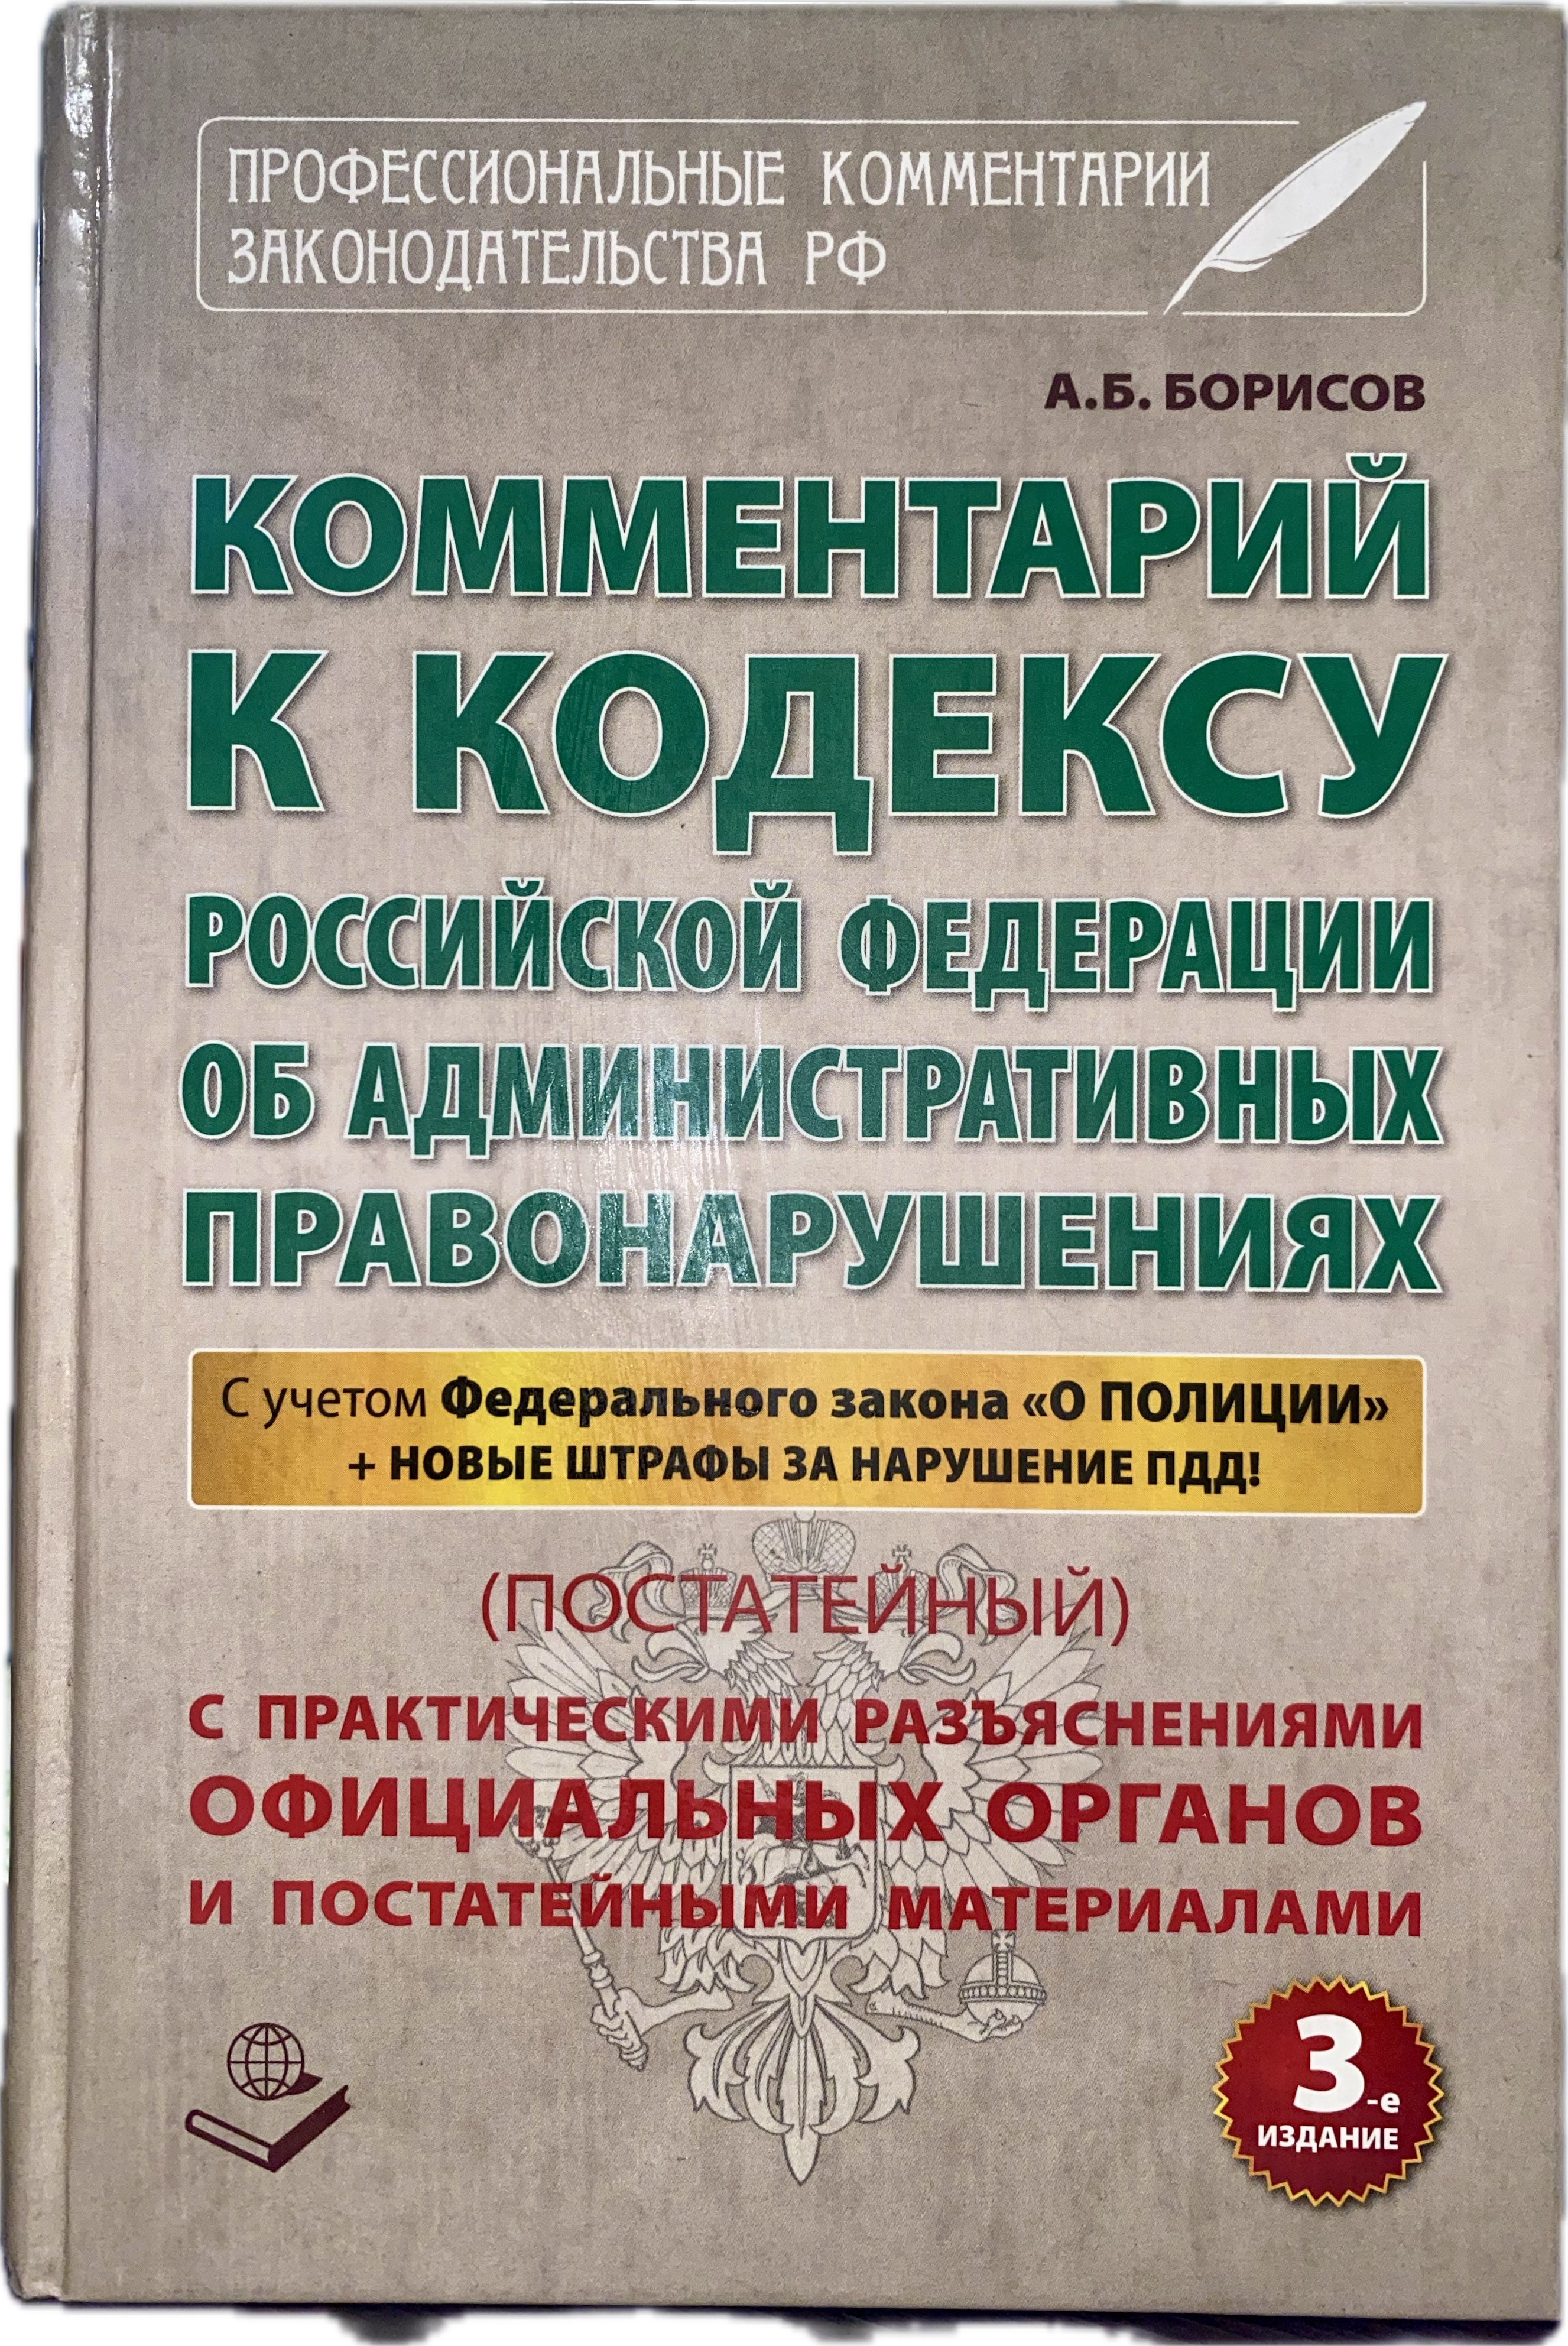 ПРОФЕССИОНАЛЬНЫЕ КОММЕНТАРИИ
ЗАКОНОДАТЕЛЬСТВА РФ
А.Б. БОРИСОВ
КОММЕНТАРИЙ
К КОДЕКСУ
РОССИЙСКОЙ ФЕДЕРАЦИИ
ОБ АДМИНИСТРАТИВНЫХ
ПРАВОНАРУШЕНИЯХ
С учетом Федерального закона «О ПОЛИЦИИ»
+ НОВЫЕ ШТРАФЫ ЗА НАРУШЕНИЕ ПДД!
(ПОСТАТЕЙНЫЙ)
С ПРАКТИЧЕСКИМИ РАЗЪЯСНЕНИЯМИ
ОФИЦИАЛЬНЫХ ОРГАНОВ
И ПОСТАТЕЙНЫМИ МАТЕРИАЛАМИ
3-е
ИЗДАНИЕ